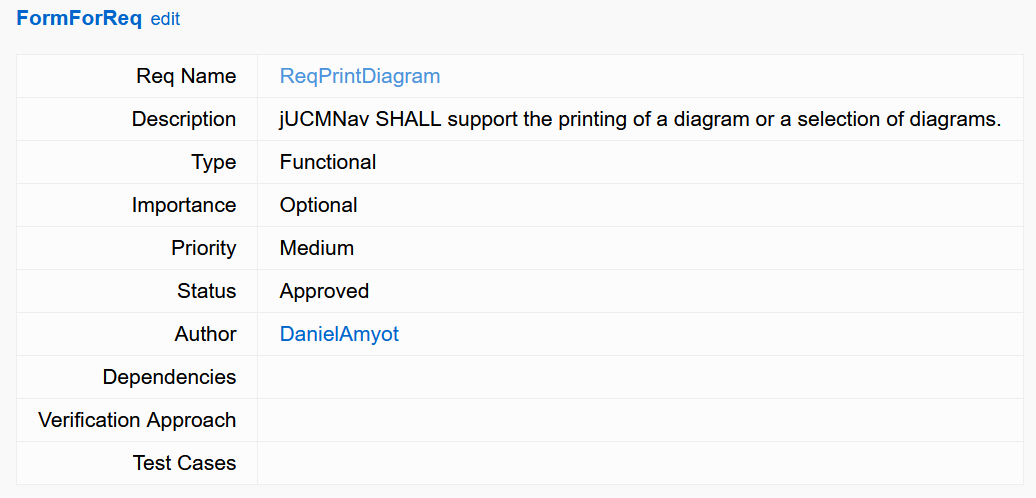 FormForReq edit
Req Name ReqPrintDiagram
Description jUCMNav SHALL support the printing of a diagram or a selection of diagrams.
Type Functional
Importance Optional
Priority Medium
Status Approved
Author DanielAmyot
Dependencies
Verification Approach
Test Cases